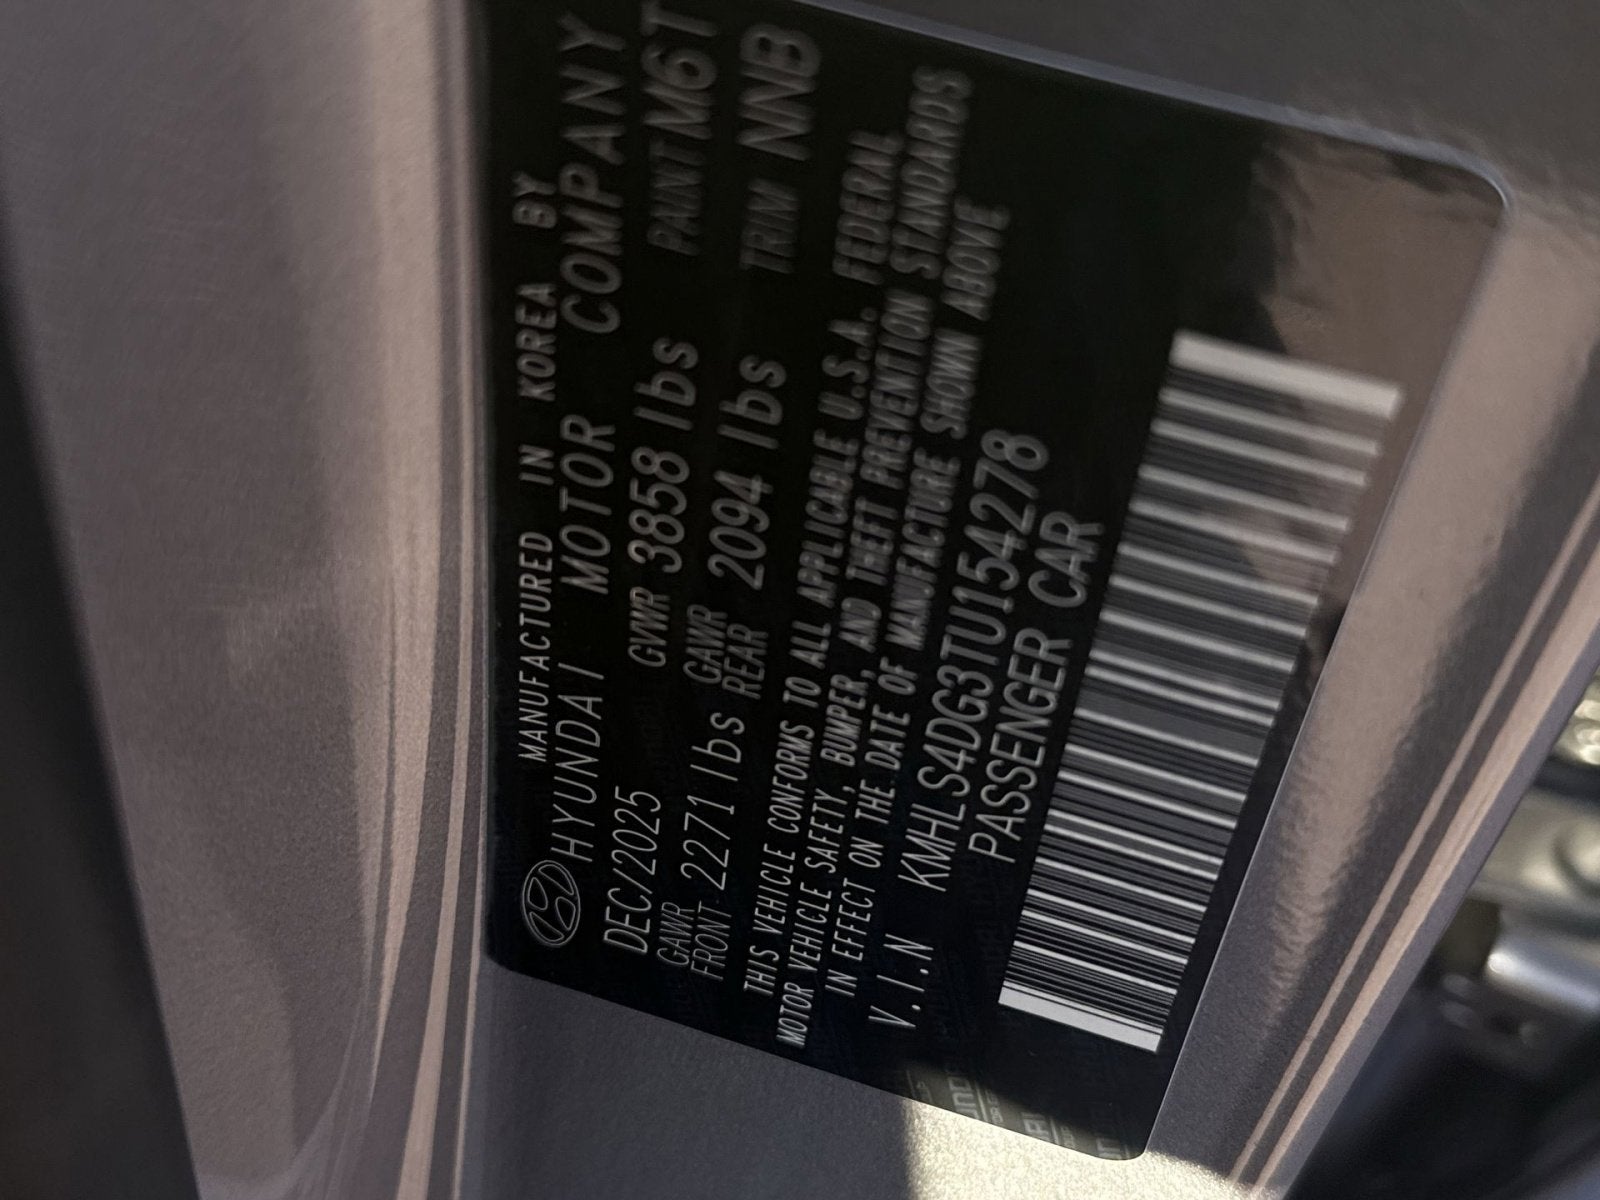 MANUFACTURED IN KOREA BY
HYUNDAI MOTOR COMPANY
DEC/2025 GVWR 3858 lbs PAINT M6T
GAWR FRONT 2271 lbs GAWR REAR 2094 lbs TRIM NNB
THIS VEHICLE CONFORMS TO ALL APPLICABLE U.S.A. FEDERAL
MOTOR VEHICLE SAFETY, BUMPER, AND THEFT PREVENTION STANDARDS
IN EFFECT ON THE DATE OF MANUFACTURE SHOWN ABOVE
V.I.N KMHLS4DG3TU154278
PASSENGER CAR